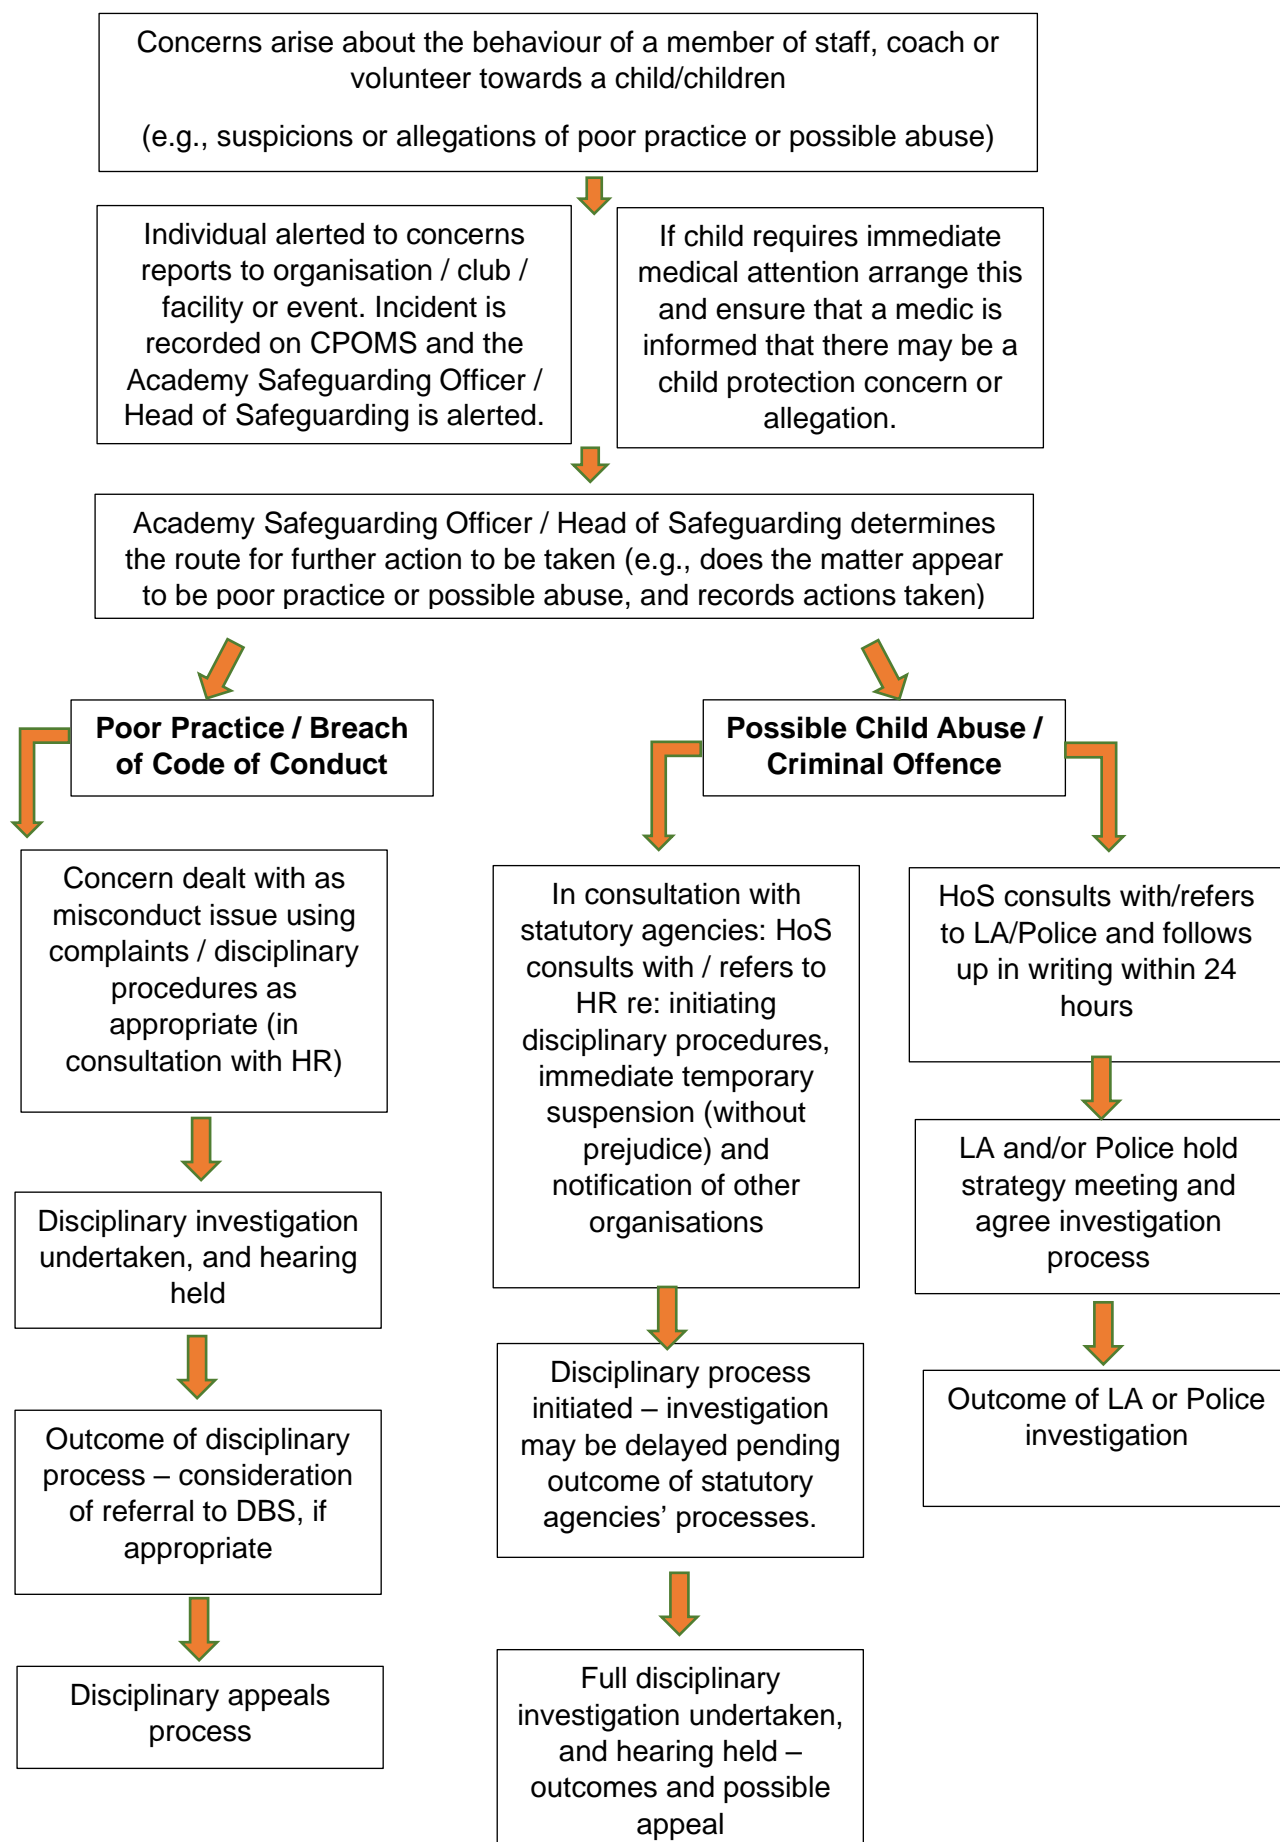 Concerns arise about the behaviour of a member of staff, coach or
volunteer towards a child/children
(e.g., suspicions or allegations of poor practice or possible abuse)
Individual alerted to concerns
reports to organisation / club /
facility or event. Incident is
recorded on CPOMS and the
Academy Safeguarding Officer /
Head of Safeguarding is alerted.
If child requires immediate
medical attention arrange this
and ensure that a medic is
informed that there may be a
child protection concern or
allegation.
Academy Safeguarding Officer / Head of Safeguarding determines
the route for further action to be taken (e.g., does the matter appear
to be poor practice or possible abuse, and records actions taken)
Poor Practice / Breach
of Code of Conduct
Possible Child Abuse /
Criminal Offence
Concern dealt with as
misconduct issue using
complaints / disciplinary
procedures as
appropriate (in
consultation with HR)
Disciplinary investigation
undertaken, and hearing
held
Outcome of disciplinary
process – consideration
of referral to DBS, if
appropriate
Disciplinary appeals
process
In consultation with
statutory agencies: HoS
consults with / refers to
HR re: initiating
disciplinary procedures,
immediate temporary
suspension (without
prejudice) and
notification of other
organisations
Disciplinary process
initiated – investigation
may be delayed pending
outcome of statutory
agencies’ processes.
Full disciplinary
investigation undertaken,
and hearing held –
outcomes and possible
appeal
HoS consults with/refers
to LA/Police and follows
up in writing within 24
hours
LA and/or Police hold
strategy meeting and
agree investigation
process
Outcome of LA or Police
investigation